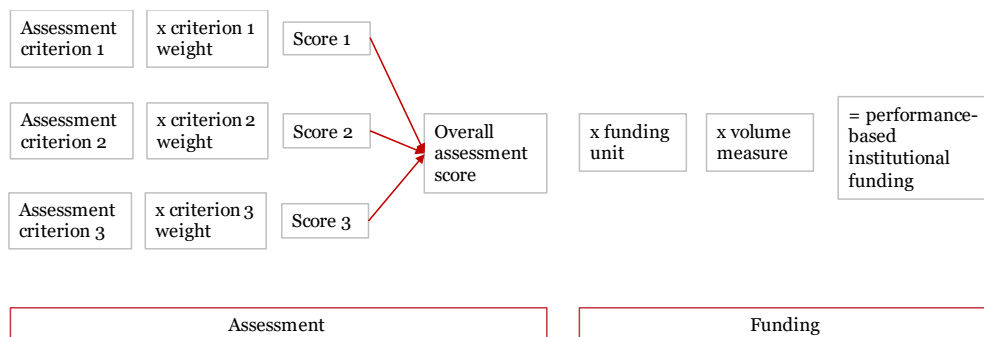 Assessment
criterion 1
x criterion 1
weight
Score 1
Assessment
criterion 2
x criterion 2
weight
Score 2
Assessment
criterion 3
x criterion 3
weight
Score 3
Overall
assessment
score
x funding
unit
x volume
measure
= performance-
based
institutional
funding
Assessment
Funding